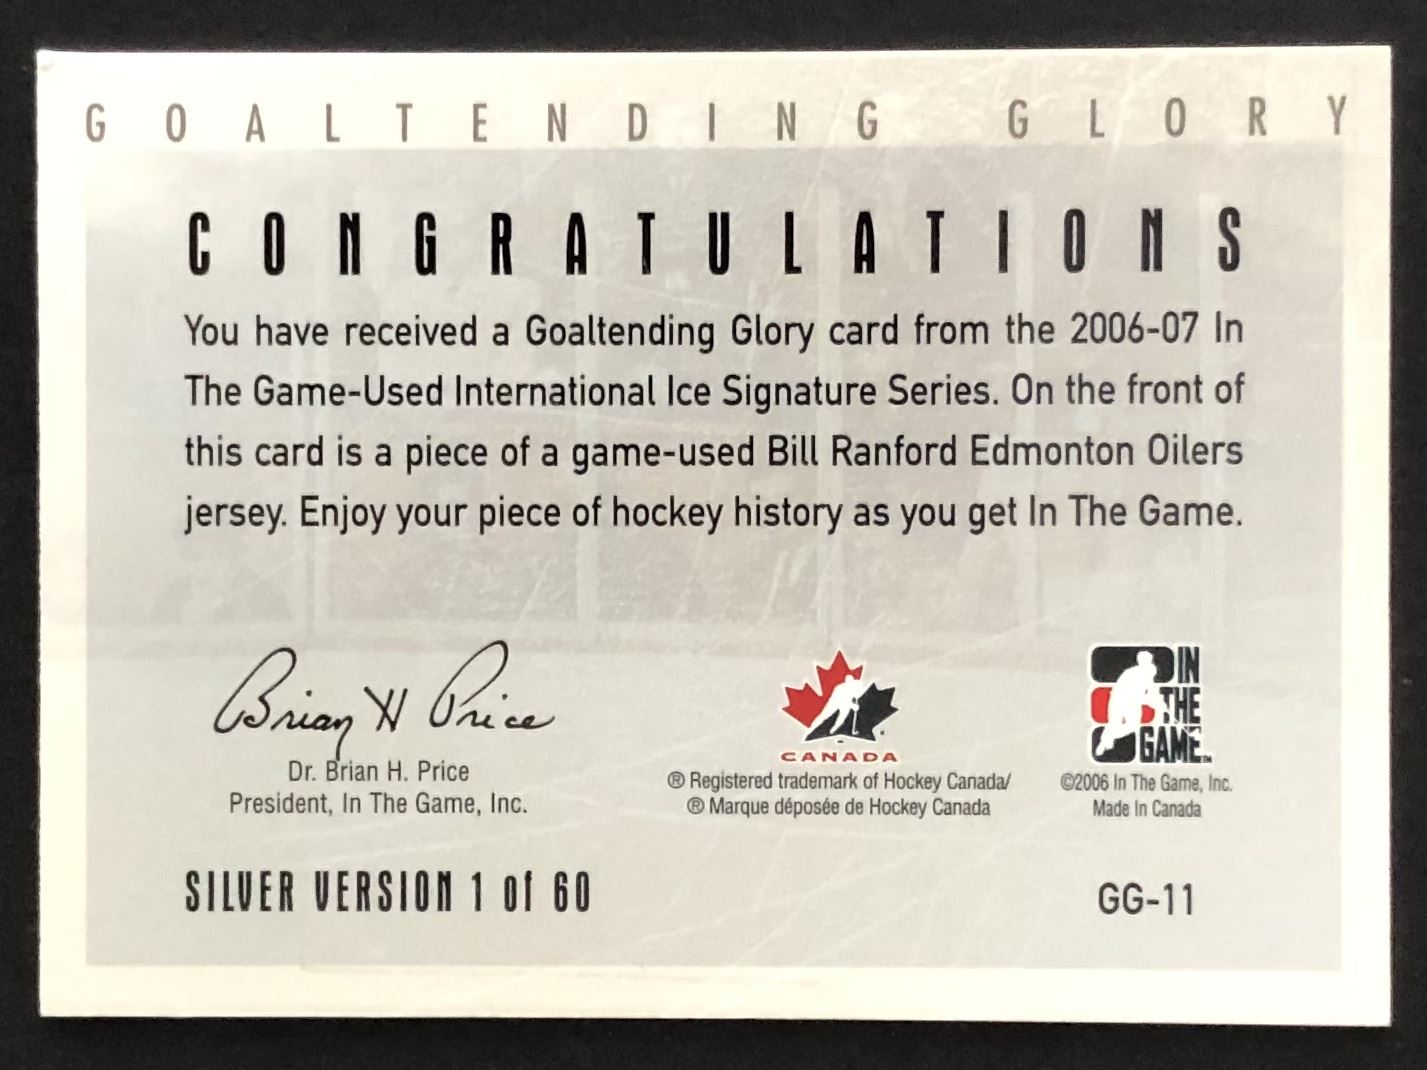 GOALTENDING GLORY
CONGRATULATIONS
You have received a Goaltending Glory card from the 2006-07 In
The Game-Used International Ice Signature Series. On the front of
this card is a piece of a game-used Bill Ranford Edmonton Oilers
jersey. Enjoy your piece of hockey history as you get In The Game.
Brian H Price
Dr. Brian H. Price
President, In The Game, Inc.
CANADA
® Registered trademark of Hockey Canada/
® Marque déposée de Hockey Canada
IN
THE
GAME™
©2006 In The Game, Inc.
Made In Canada
SILVER VERSION 1 of 60
GG-11